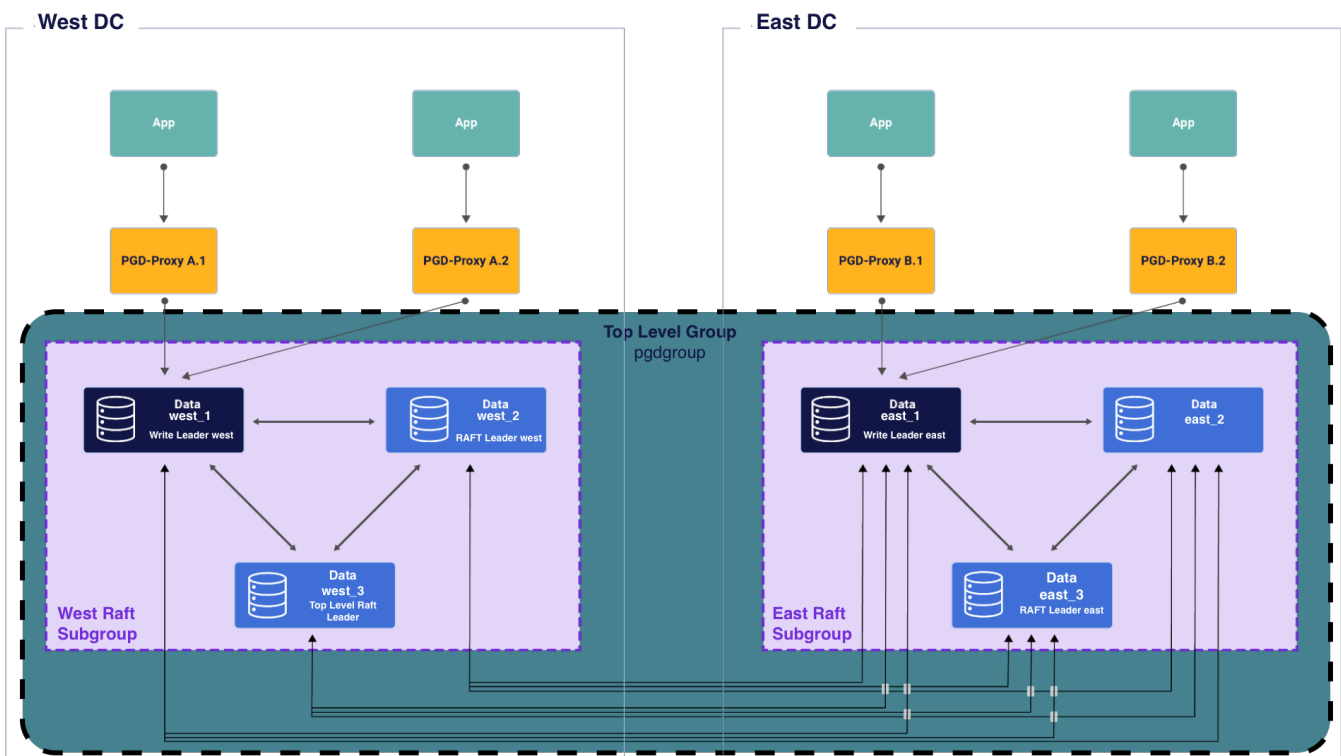 West DC
East DC
App
App
App
App
PGD-Proxy A.1
PGD-Proxy A.2
PGD-Proxy B.1
PGD-Proxy B.2
Top Level Group
pgdgroup
Data
west_1
Write Leader west
Data
west_2
RAFT Leader west
Data
east_1
Write Leader east
Data
east_2
Data
west_3
Top Level Raft
Leader
Data
east_3
RAFT Leader east
West Raft
Subgroup
East Raft
Subgroup